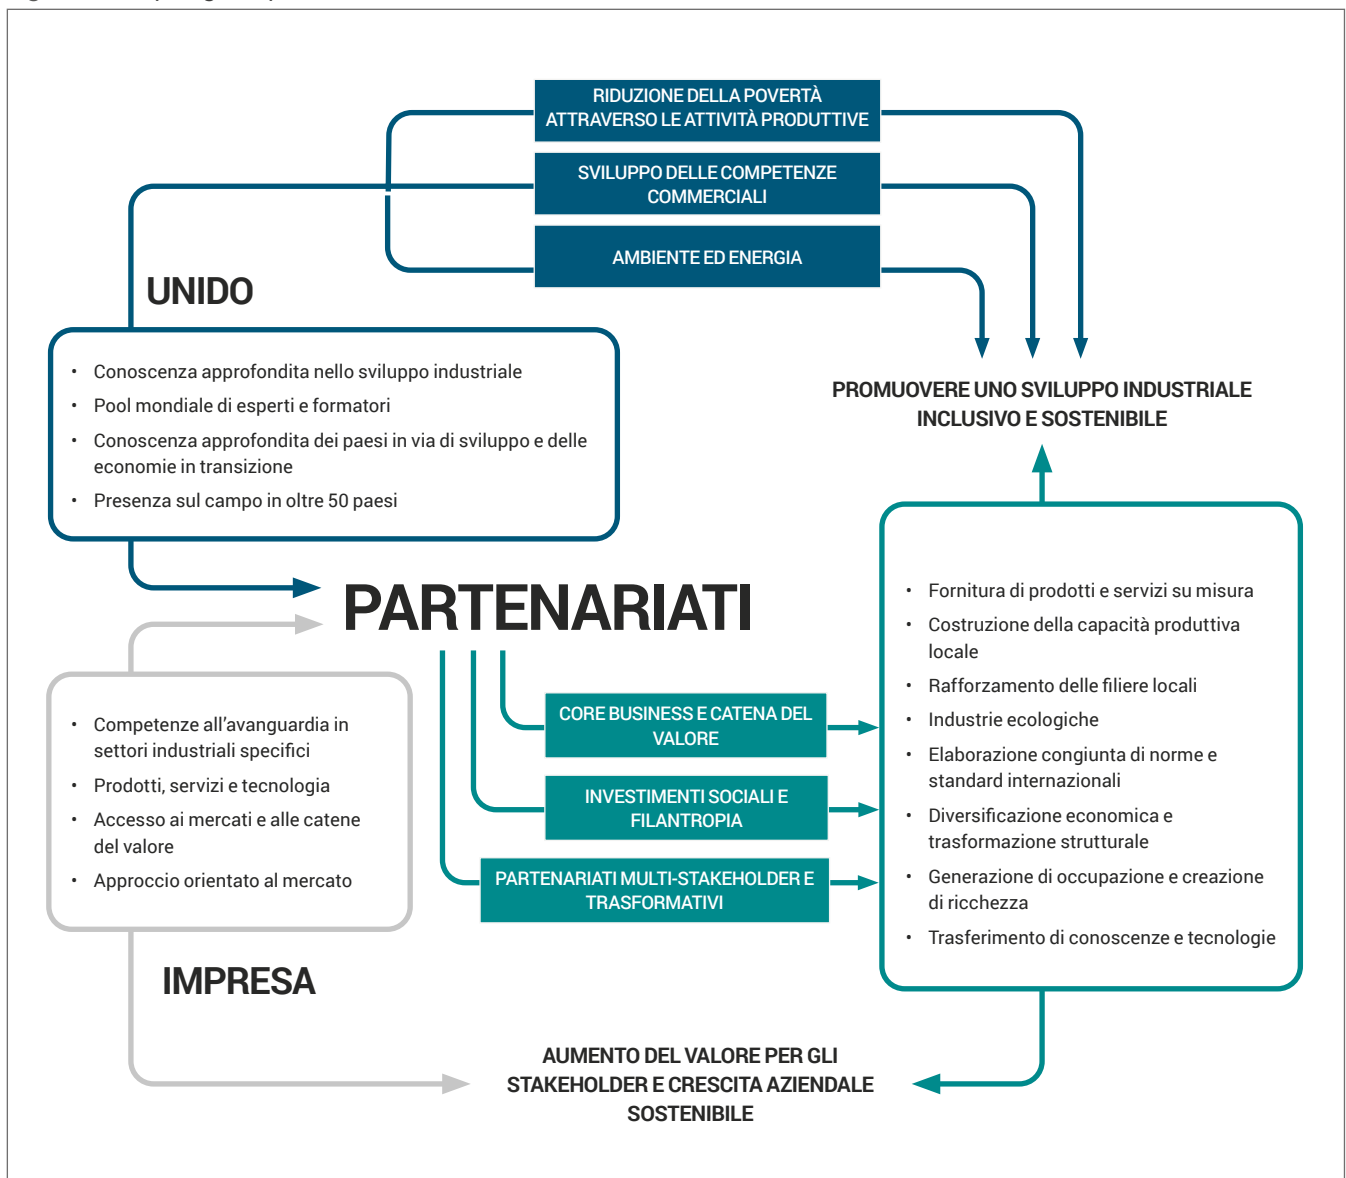 RIDUZIONE DELLA POVERTÀ
ATTRAVERSO LE ATTIVITÀ PRODUTTIVE
SVILUPPO DELLE COMPETENZE
COMMERCIALI
AMBIENTE ED ENERGIA
UNIDO
• Conoscenza approfondita nello sviluppo industriale
• Pool mondiale di esperti e formatori
• Conoscenza approfondita dei paesi in via di sviluppo e delle
economie in transizione
• Presenza sul campo in oltre 50 paesi
PROMUOVERE UNO SVILUPPO INDUSTRIALE
INCLUSIVO E SOSTENIBILE
PARTENARIATI
• Competenze all'avanguardia in
settori industriali specifici
• Prodotti, servizi e tecnologia
• Accesso ai mercati e alle catene
del valore
• Approccio orientato al mercato
IMPRESA
CORE BUSINESS E CATENA DEL
VALORE
INVESTIMENTI SOCIALI E
FILANTROPIA
PARTENARIATI MULTI-STAKEHOLDER E
TRASFORMATIVI
• Fornitura di prodotti e servizi su misura
• Costruzione della capacità produttiva
locale
• Rafforzamento delle filiere locali
• Industrie ecologiche
• Elaborazione congiunta di norme e
standard internazionali
• Diversificazione economica e
trasformazione strutturale
• Generazione di occupazione e creazione
di ricchezza
• Trasferimento di conoscenze e tecnologie
AUMENTO DEL VALORE PER GLI
STAKEHOLDER E CRESCITA AZIENDALE
SOSTENIBILE